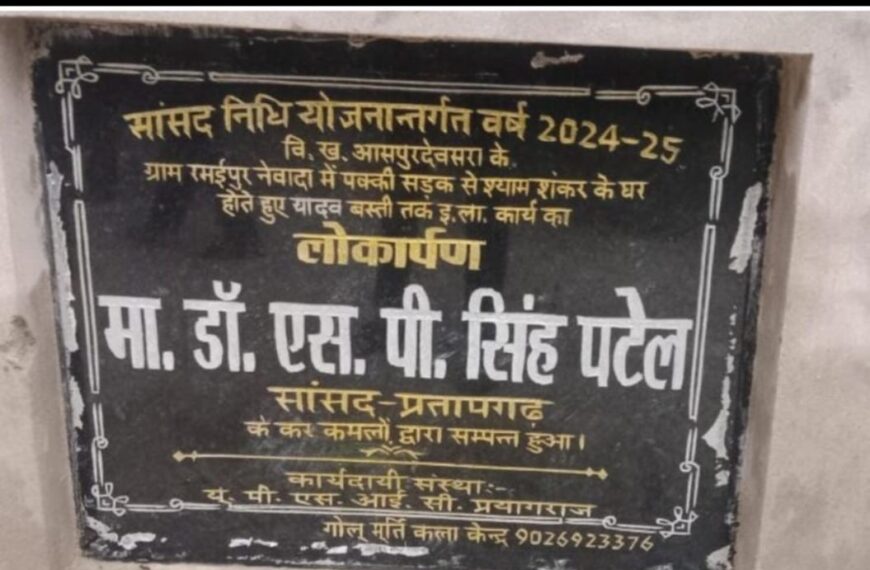 सांसद निधि योजनान्तर्गत वर्ष 2024-25
वि. ख. आसपुरदेवसरा के
ग्राम रमईपुर नेवादा में पक्की सड़क से श्याम शंकर के घर
होते हुए यादव बस्ती तक इ.ला. कार्य का
लोकार्पण
मा. डॉ. एस. पी. सिंह पटेल
सांसद-प्रतापगढ़
के कर कमलों द्वारा सम्पन्न हुआ।
कार्यदायी संस्था:-
यू. पी. एस. आई. सी. प्रयागराज
गोल मूर्ति कला केन्द्र 9026923376